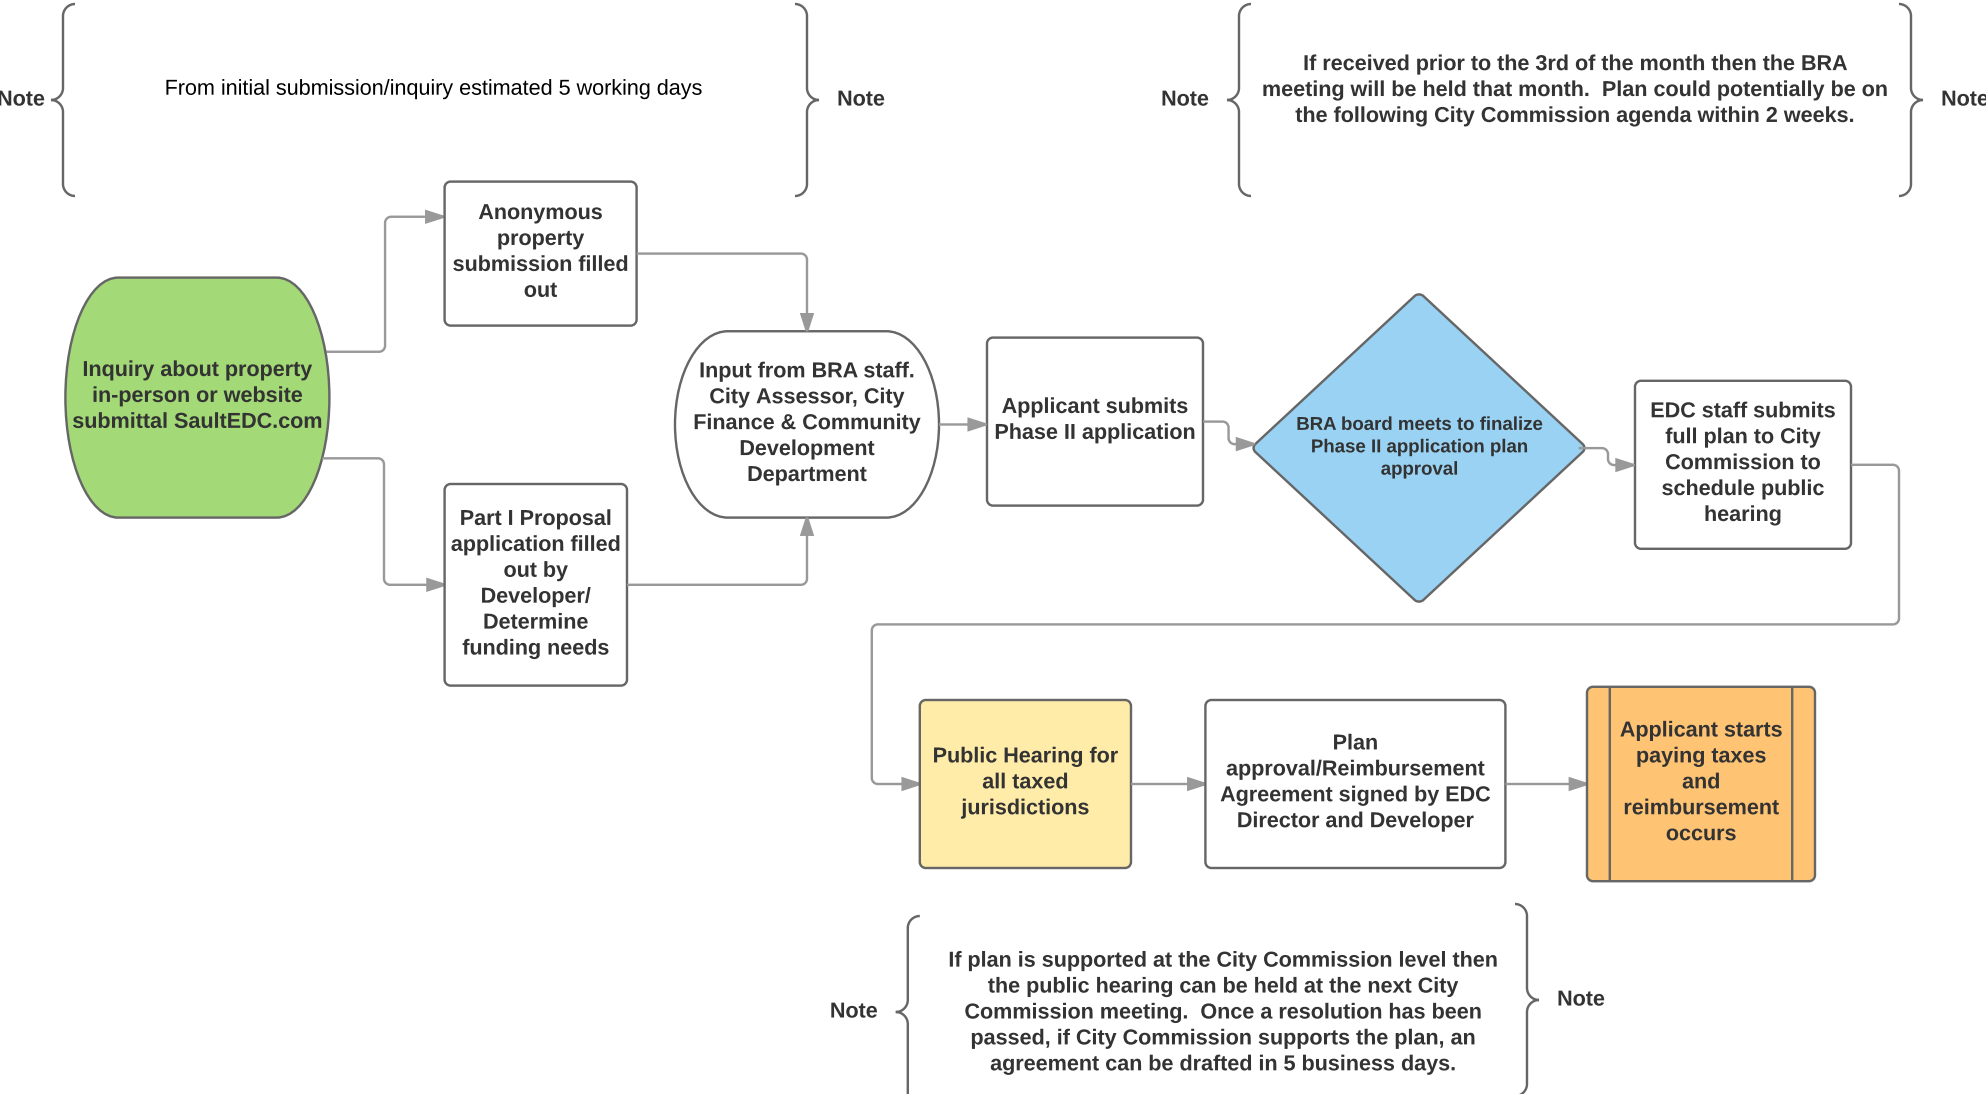 Note
From initial submission/inquiry estimated 5 working days
Note
Note
If received prior to the 3rd of the month then the BRA
meeting will be held that month.  Plan could potentially be on
the following City Commission agenda within 2 weeks.
Note
Inquiry about property
in-person or website
submittal SaultEDC.com
Anonymous
property
submission filled
out
Part I Proposal
application filled
out by
Developer/
Determine
funding needs
Input from BRA staff.
City Assessor, City
Finance & Community
Development
Department
Applicant submits
Phase II application
BRA board meets to finalize
Phase II application plan
approval
EDC staff submits
full plan to City
Commission to
schedule public
hearing
Public Hearing for
all taxed
jurisdictions
Plan
approval/Reimbursement
Agreement signed by EDC
Director and Developer
Applicant starts
paying taxes
and
reimbursement
occurs
Note
If plan is supported at the City Commission level then
the public hearing can be held at the next City
Commission meeting.  Once a resolution has been
passed, if City Commission supports the plan, an
agreement can be drafted in 5 business days.
Note